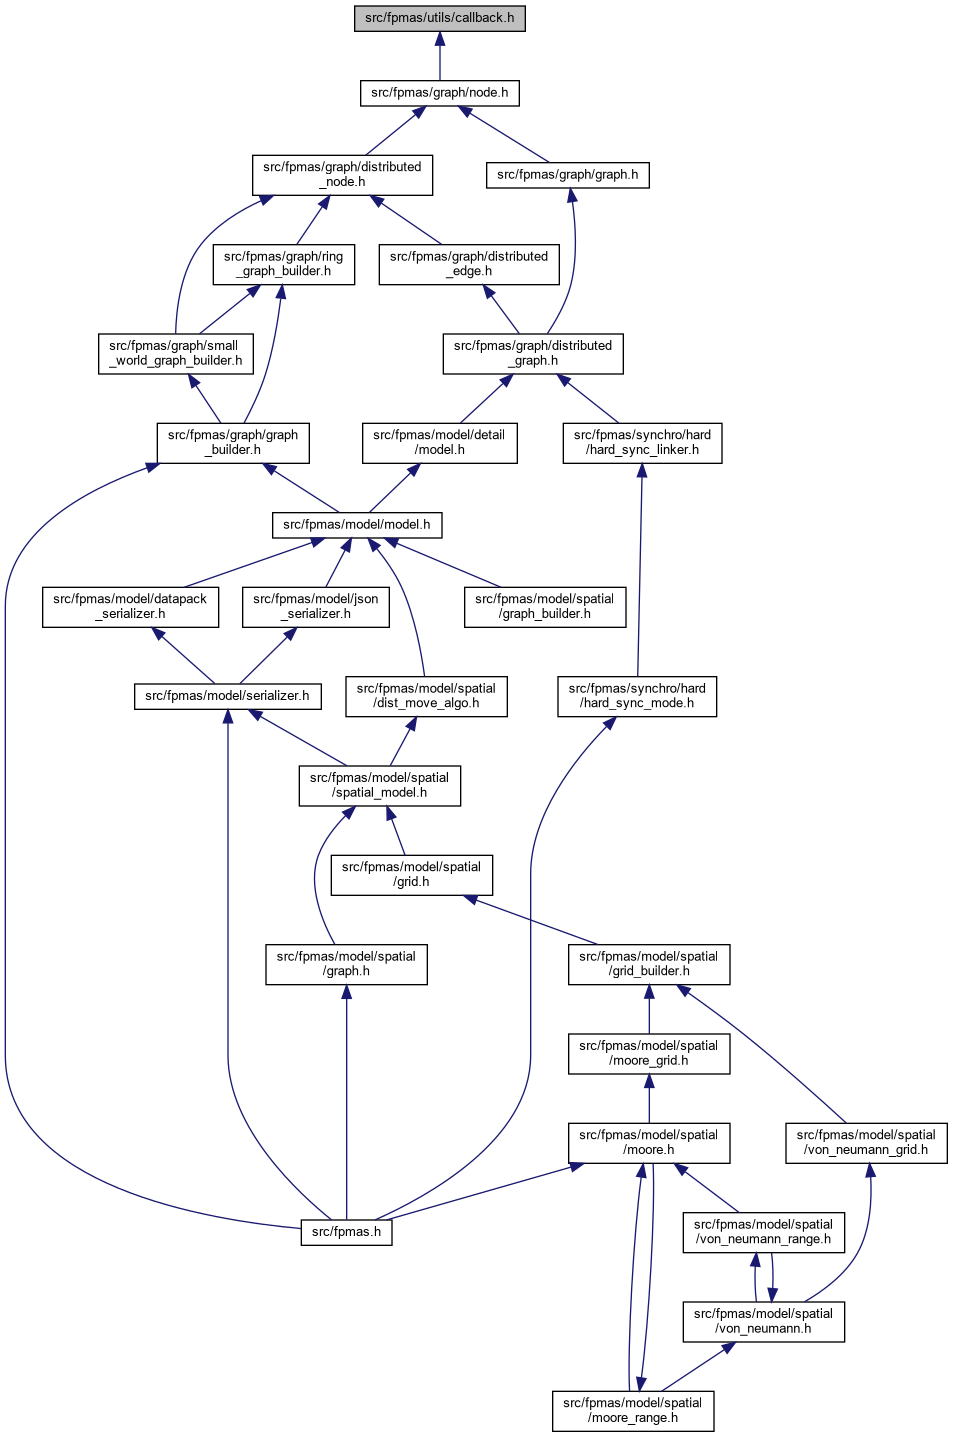 src/fpmas/utils/callback.h
src/fpmas/graph/node.h
src/fpmas/graph/distributed
_node.h
src/fpmas/graph/graph.h
src/fpmas/graph/ring
_graph_builder.h
src/fpmas/graph/distributed
_edge.h
src/fpmas/graph/small
_world_graph_builder.h
src/fpmas/graph/distributed
_graph.h
src/fpmas/graph/graph
_builder.h
src/fpmas/model/detail
/model.h
src/fpmas/synchro/hard
/hard_sync_linker.h
src/fpmas/model/model.h
src/fpmas/model/datapack
_serializer.h
src/fpmas/model/json
_serializer.h
src/fpmas/model/spatial
/graph_builder.h
src/fpmas/model/serializer.h
src/fpmas/model/spatial
/dist_move_algo.h
src/fpmas/synchro/hard
/hard_sync_mode.h
src/fpmas/model/spatial
/spatial_model.h
src/fpmas/model/spatial
/grid.h
src/fpmas/model/spatial
/graph.h
src/fpmas/model/spatial
/grid_builder.h
src/fpmas/model/spatial
/moore_grid.h
src/fpmas/model/spatial
/moore.h
src/fpmas/model/spatial
/von_neumann_grid.h
src/fpmas.h
src/fpmas/model/spatial
/von_neumann_range.h
src/fpmas/model/spatial
/von_neumann.h
src/fpmas/model/spatial
/moore_range.h